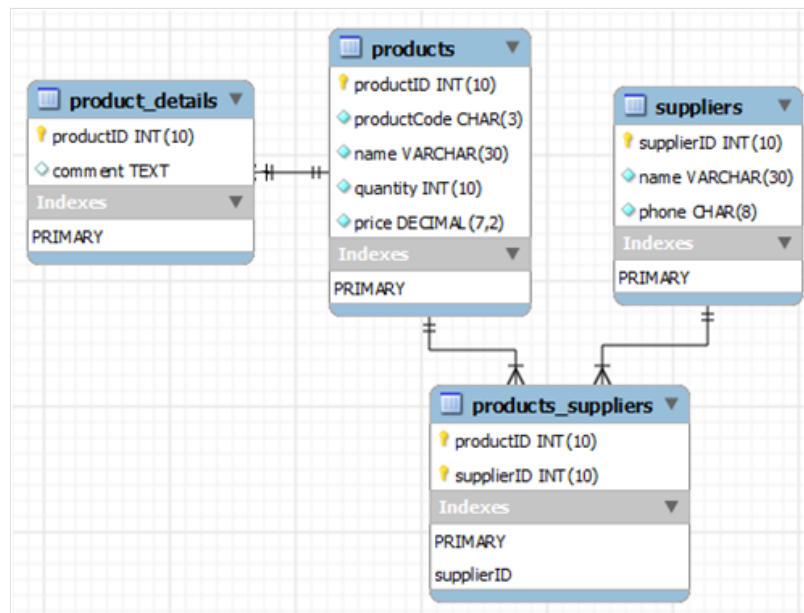 product_details
productID INT(10)
comment TEXT
Indexes
PRIMARY
products
productID INT(10)
productCode CHAR(3)
name VARCHAR(30)
quantity INT(10)
price DECIMAL(7,2)
Indexes
PRIMARY
suppliers
supplierID INT(10)
name VARCHAR(30)
phone CHAR(8)
Indexes
PRIMARY
products_suppliers
productID INT(10)
supplierID INT(10)
Indexes
PRIMARY
supplierID